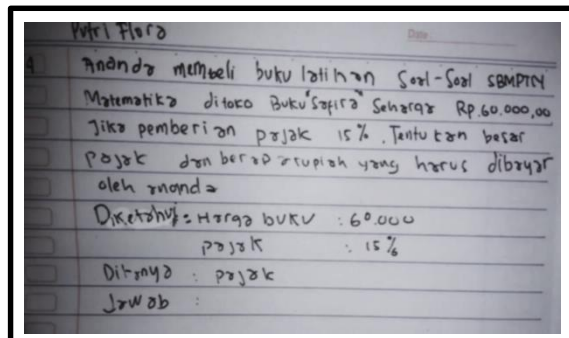 Putri Flora
Date :
4 Ananda membeli buku latihan Soal-Soal SBMPTN
Matematika ditoko Buku "Safira" Seharga Rp.60.000,00
Jika pemberian pajak 15%. Tentukan besar
pajak dan berapa rupiah yang harus dibayar
oleh ananda
Diketahui = Harga buku : 60.000
pajak : 15%
Ditanya : pajak
Jawab :